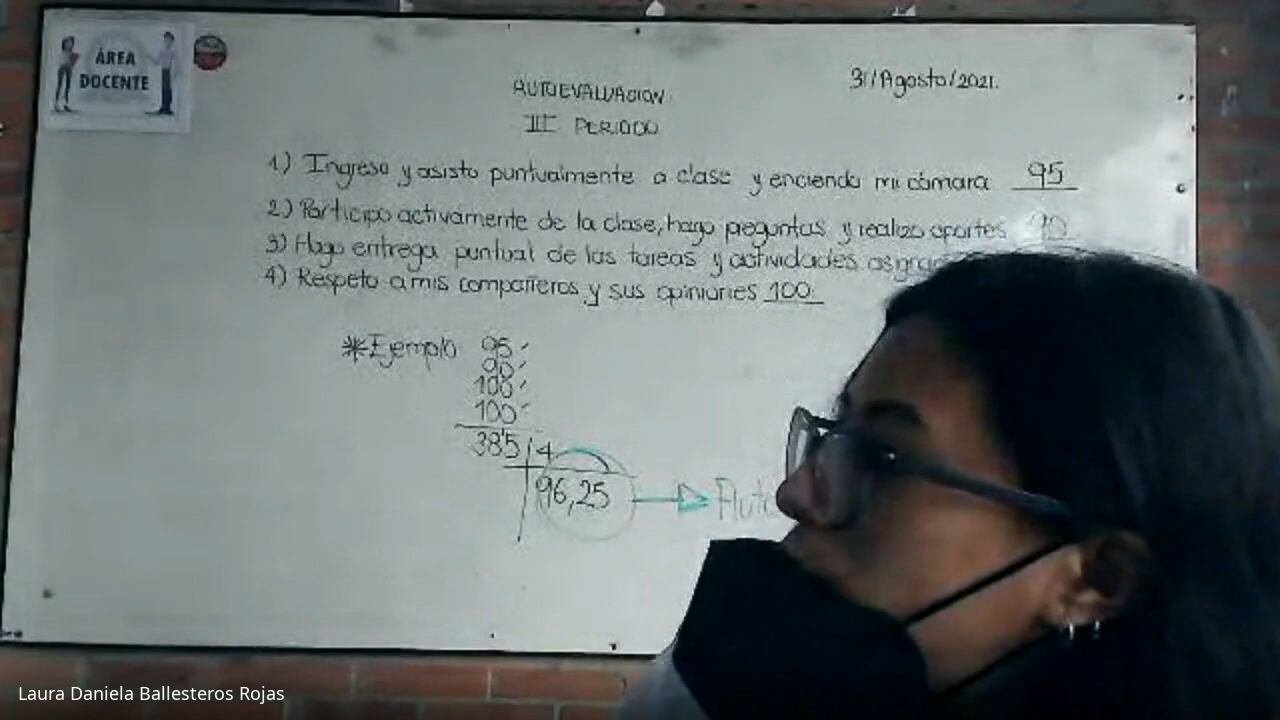 ÁREA
DOCENTE
AUTOEVALUACIÓN
31/Agosto/2021.
III PERIODO
1) Ingreso y asisto puntualmente a clase y enciendo mi cámara 95
2) Participo activamente de la clase, hago preguntas y realizo aportes 90
3) Hago entrega puntual de las tareas y actividades
4) Respeto a mis compañeros y sus opiniones 100
*Ejemplo 95
90
100
100
385 4
96,25
Laura Daniela Ballesteros Rojas